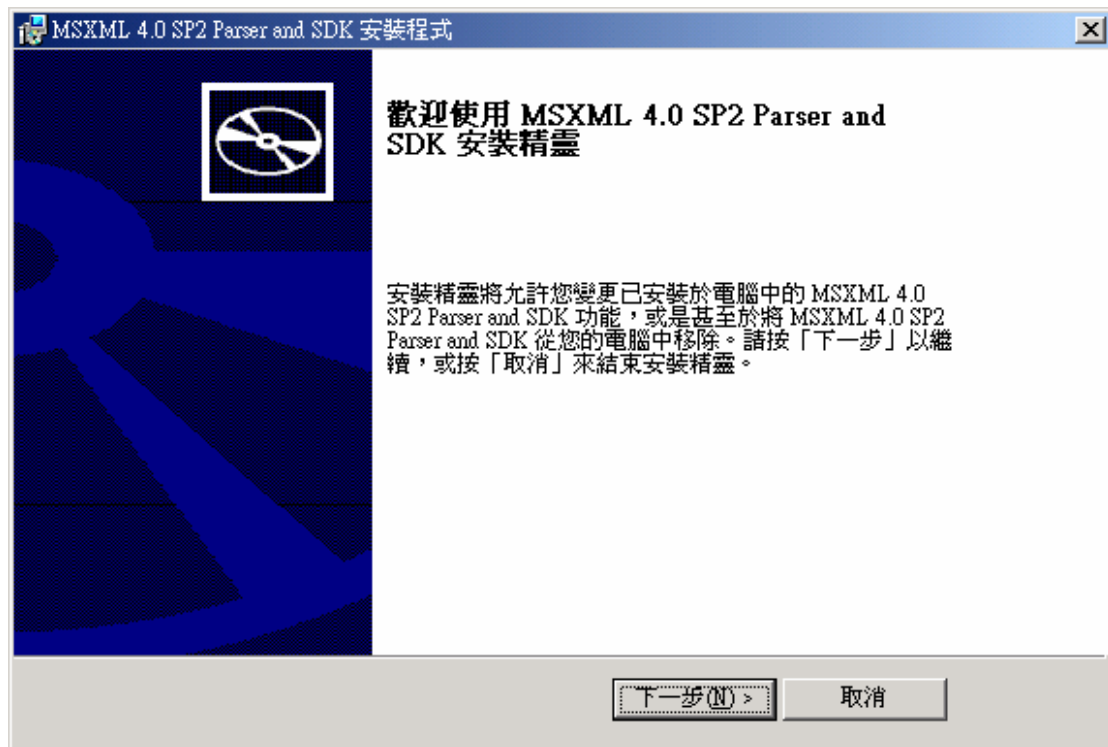 MSXML 4.0 SP2 Parser and SDK 安裝程式
歡迎使用 MSXML 4.0 SP2 Parser and
SDK 安裝精靈
安裝精靈將允許您變更已安裝於電腦中的 MSXML 4.0
SP2 Parser and SDK 功能，或是甚至於將 MSXML 4.0 SP2
Parser and SDK 從您的電腦中移除。請按「下一步」以繼
續，或按「取消」來結束安裝精靈。
下一步(N) >
取消